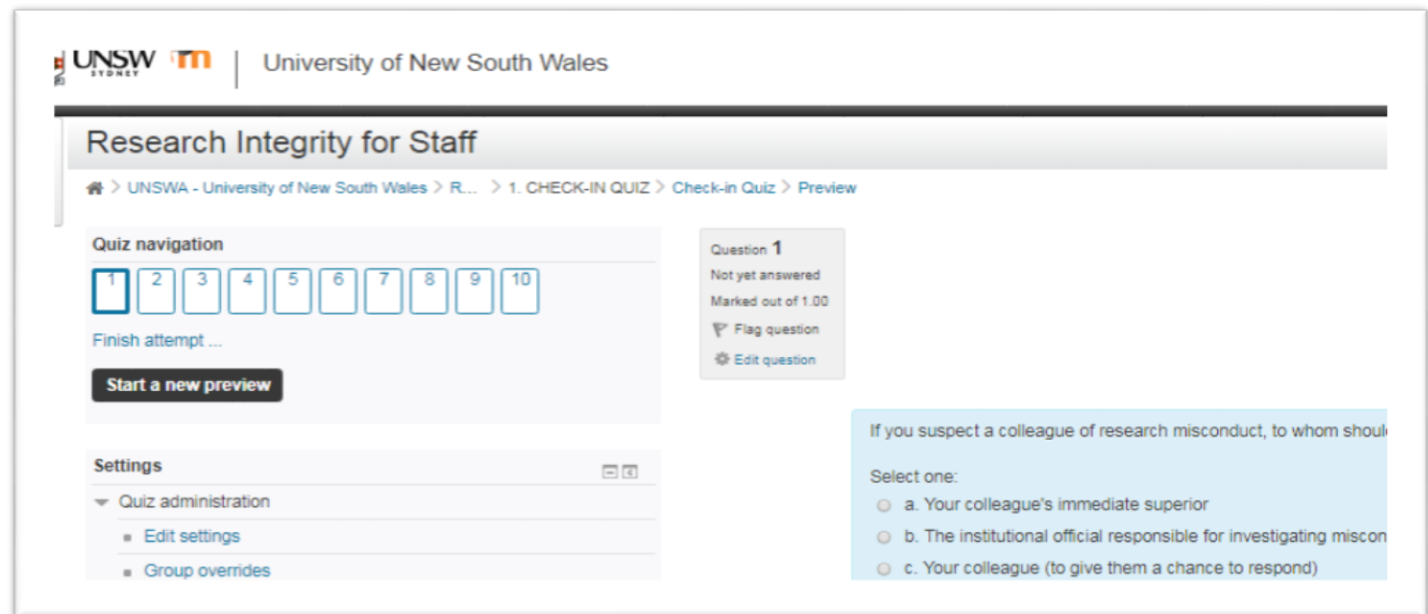 UNSW
SYDNEY
m
University of New South Wales
Research Integrity for Staff
> UNSWA - University of New South Wales > R... > 1. CHECK-IN QUIZ > Check-in Quiz > Preview
Quiz navigation
1 2 3 4 5 6 7 8 9 10
Finish attempt ...
Start a new preview
Question 1
Not yet answered
Marked out of 1.00
Flag question
Edit question
Settings
Quiz administration
Edit settings
Group overrides
If you suspect a colleague of research misconduct, to whom shoul
Select one:
a. Your colleague's immediate superior
b. The institutional official responsible for investigating miscon
c. Your colleague (to give them a chance to respond)